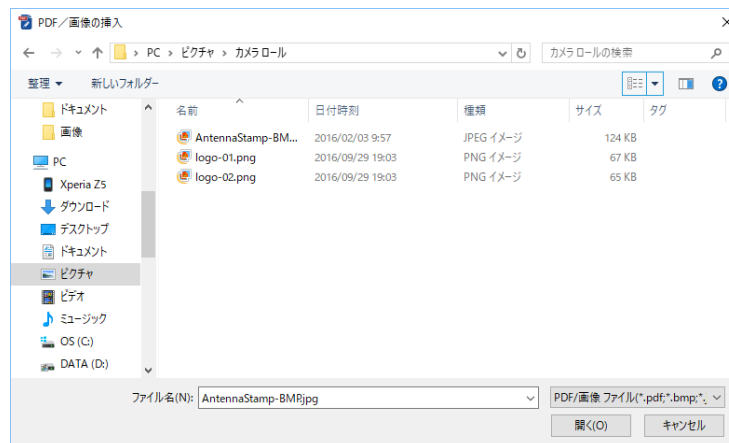 PDF／画像の挿入
PC › ピクチャ › カメラロール
カメラロールの検索
整理
新しいフォルダー
名前 日付時刻 種類 サイズ タグ
AntennaStamp-BM... 2016/02/03 9:57 JPEG イメージ 124 KB
logo-01.png 2016/09/29 19:03 PNG イメージ 67 KB
logo-02.png 2016/09/29 19:03 PNG イメージ 65 KB
ドキュメント
画像
PC
Xperia Z5
ダウンロード
デスクトップ
ドキュメント
ピクチャ
ビデオ
ミュージック
OS (C:)
DATA (D:)
ファイル名(N): AntennaStamp-BMP.jpg
PDF/画像 ファイル(*.pdf;*.bmp;*.
開く(O) キャンセル